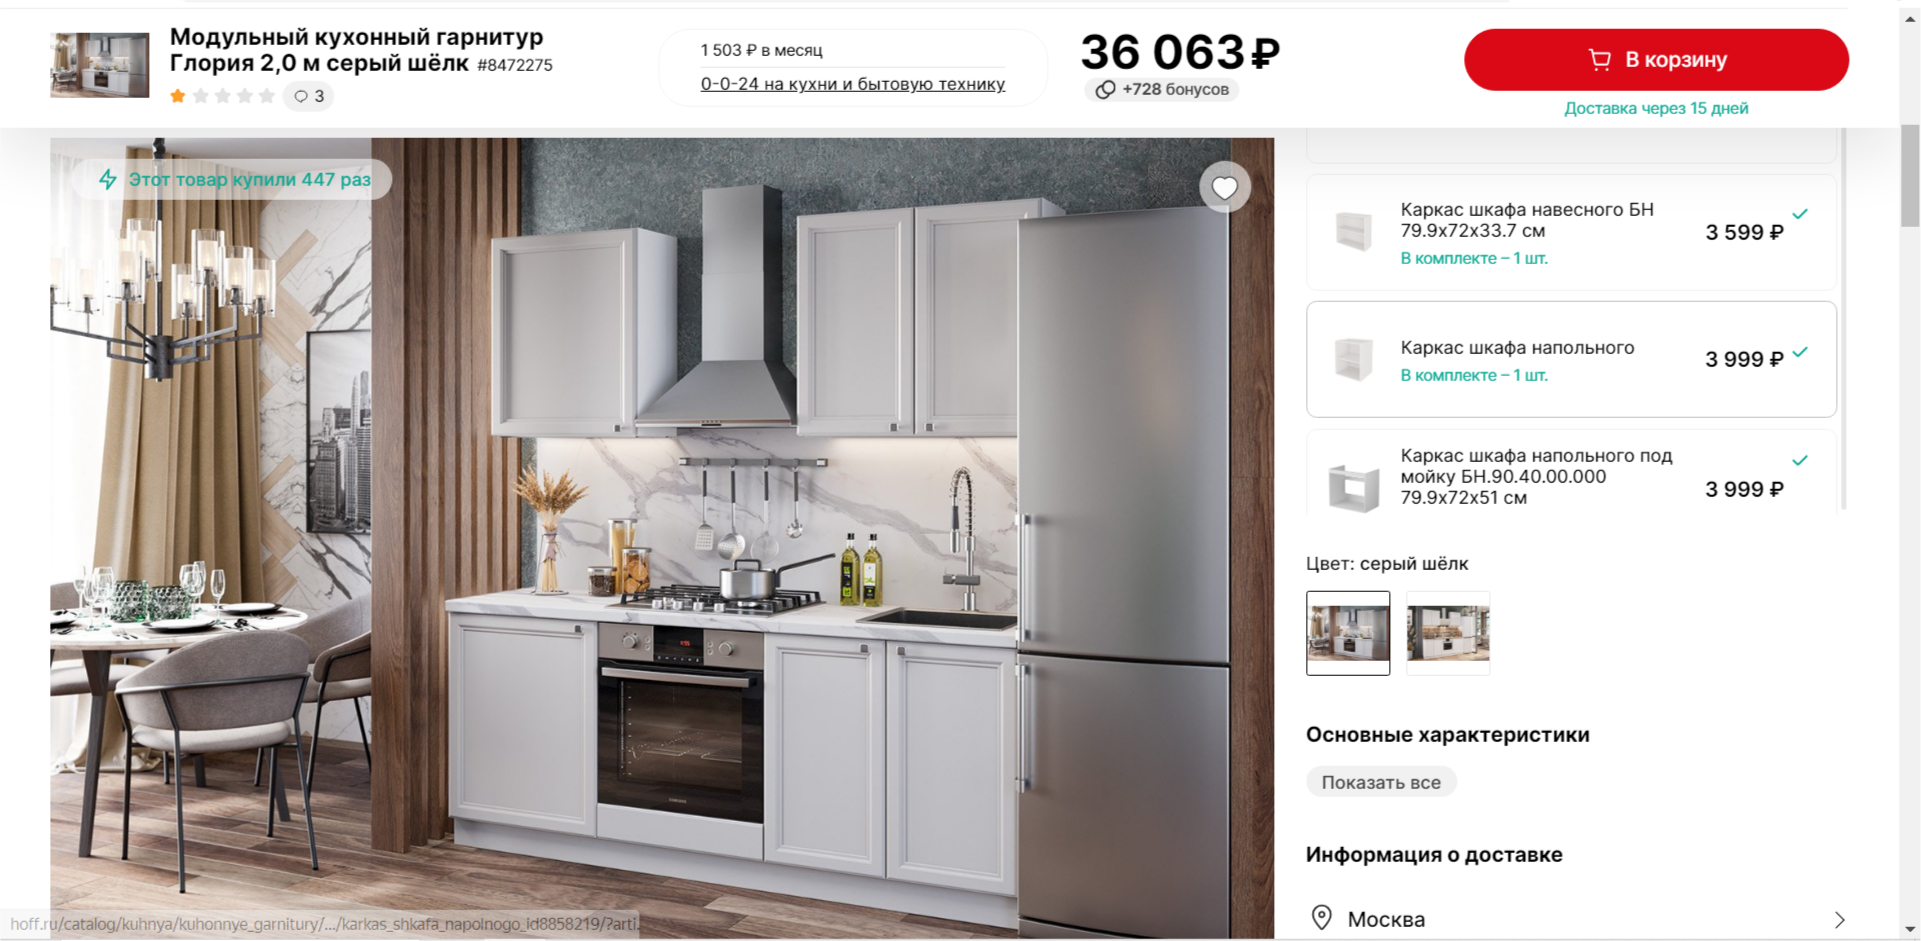 Модульный кухонный гарнитур
Глория 2,0 м серый шёлк #8472275
3
1 503 ₽ в месяц
0-0-24 на кухни и бытовую технику
36 063 ₽
+728 бонусов
В корзину
Доставка через 15 дней
Этот товар купили 447 раз
Каркас шкафа навесного БН
79.9х72х33.7 см
В комплекте – 1 шт.
3 599 ₽
Каркас шкафа напольного
В комплекте – 1 шт.
3 999 ₽
Каркас шкафа напольного под
мойку БН.90.40.00.000
79.9х72х51 см
3 999 ₽
Цвет: серый шёлк
Основные характеристики
Показать все
Информация о доставке
Москва
hoff.ru/catalog/kuhnya/kuhonnye_garnitury/.../karkas_shkafa_napolnogo_id8858219/?arti...